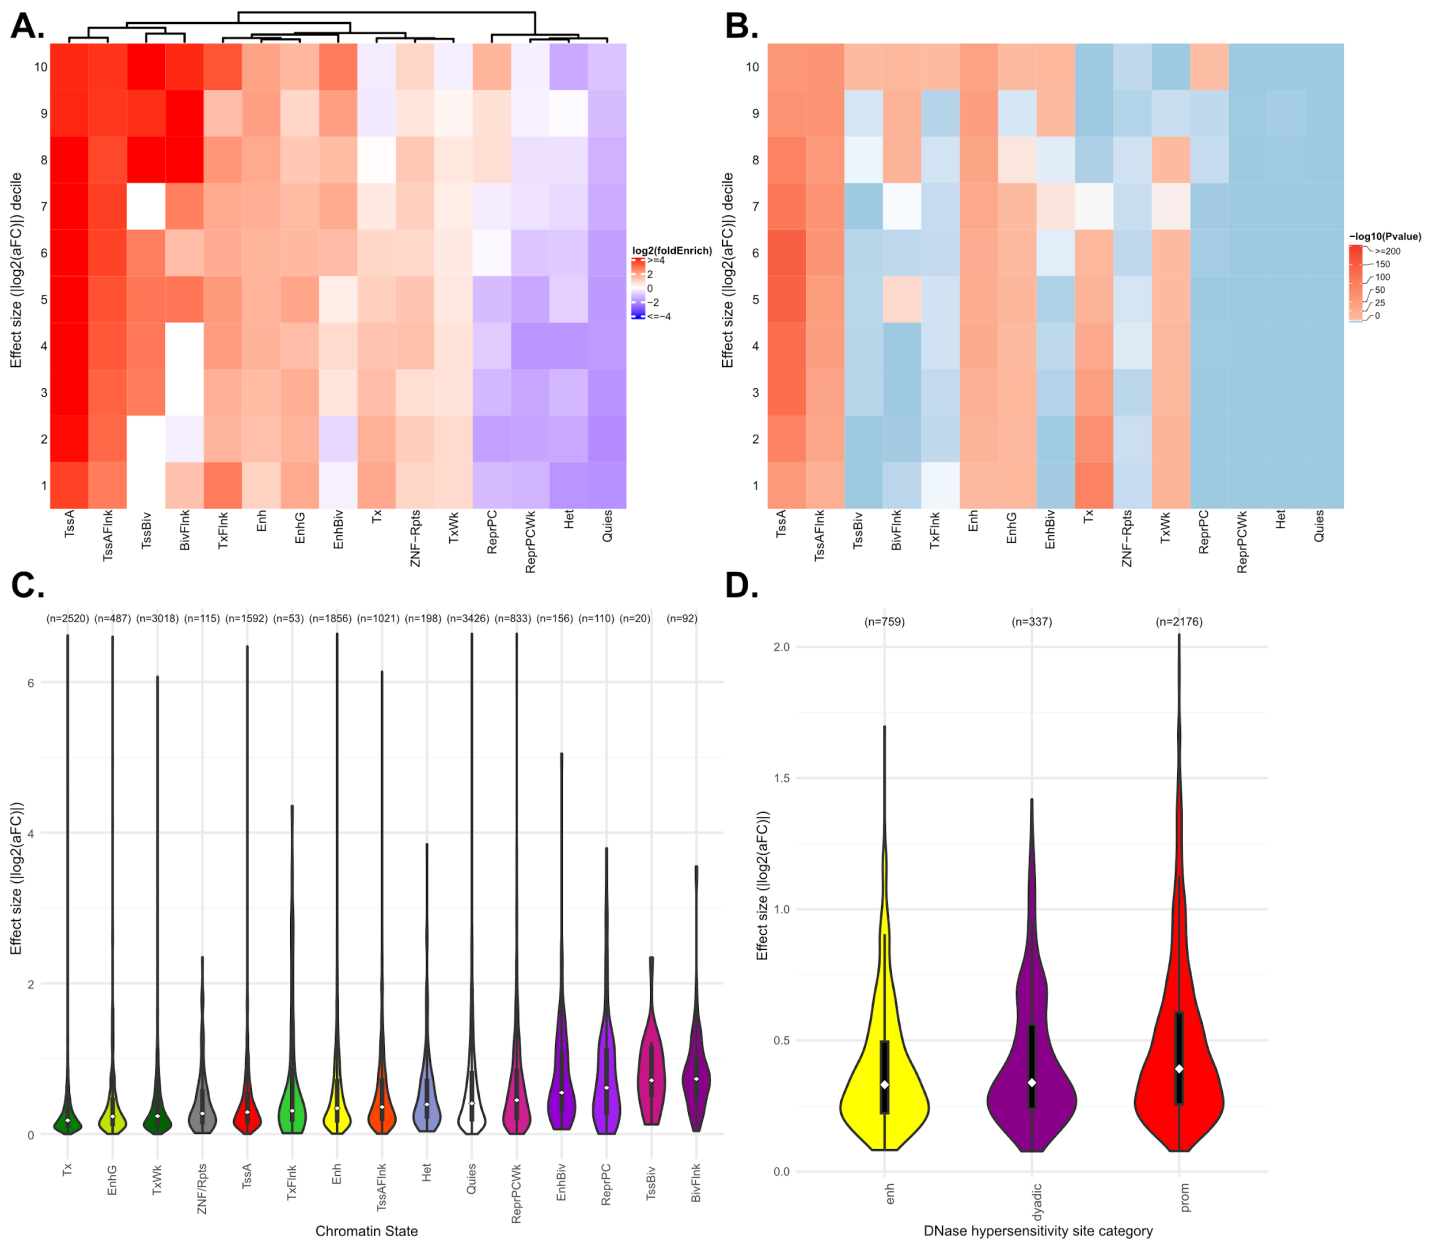 A.
10
9
8
7
6
5
4
3
2
1
Effect size (|log2(aFC)|) decile
TssA
TssAFlnk
TssBiv
BivFlnk
TxFlnk
Enh
EnhG
EnhBiv
Tx
ZNF−Rpts
TxWk
ReprPC
ReprPCWk
Het
Quies
log2(foldEnrich)
>=4
2
0
−2
<=−4
B.
10
9
8
7
6
5
4
3
2
1
Effect size (|log2(aFC)|) decile
TssA
TssAFlnk
TssBiv
BivFlnk
TxFlnk
Enh
EnhG
EnhBiv
Tx
ZNF−Rpts
TxWk
ReprPC
ReprPCWk
Het
Quies
−log10(Pvalue)
>=200
150
100
50
25
0
C.
(n=2520) (n=487) (n=3018) (n=115) (n=1592) (n=53) (n=1856) (n=1021) (n=198) (n=3426) (n=833) (n=156) (n=110) (n=20) (n=92)
6
4
2
0
Effect size (|log2(aFC)|)
Tx
EnhG
TxWk
ZNF/Rpts
TssA
TxFlnk
Enh
TssAFlnk
Het
Quies
ReprPCWk
EnhBiv
ReprPC
TssBiv
BivFlnk
Chromatin State
D.
(n=759) (n=337) (n=2176)
2.0
1.5
1.0
0.5
0.0
Effect size (|log2(aFC)|)
enh
dyadic
prom
DNase hypersensitivity site category